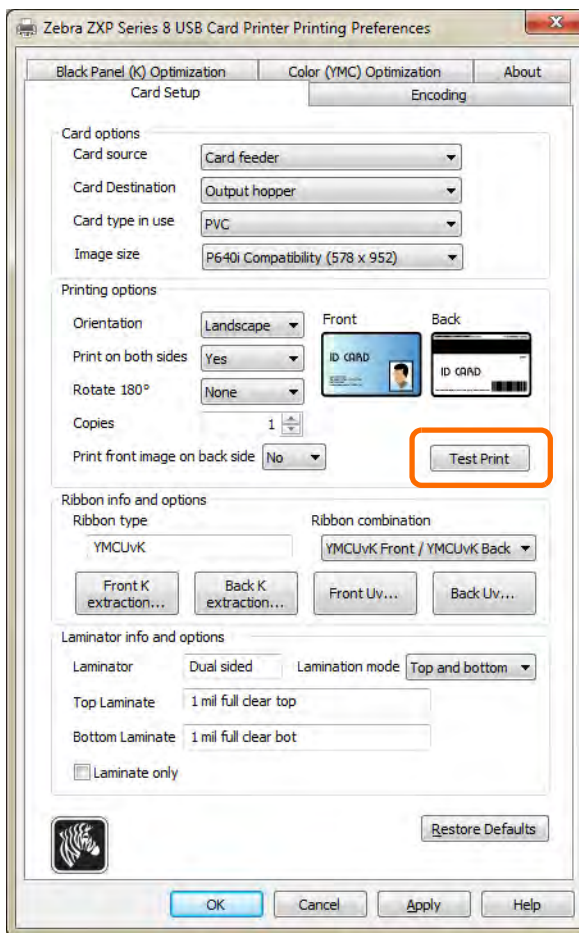 Zebra ZXP Series 8 USB Card Printer Printing Preferences
Black Panel (K) Optimization Color (YMC) Optimization About
Card Setup Encoding
Card options
Card source Card feeder
Card Destination Output hopper
Card type in use PVC
Image size P640i Compatibility (578 x 952)
Printing options
Orientation Landscape Front Back
Print on both sides Yes
ID CARD ID CARD
Rotate 180° None
Copies 1
Print front image on back side No Test Print
Ribbon info and options
Ribbon type Ribbon combination
YMCUvK YMCUvK Front / YMCUvK Back
Front K extraction... Back K extraction... Front Uv... Back Uv...
Laminator info and options
Laminator Dual sided Lamination mode Top and bottom
Top Laminate 1 mil full clear top
Bottom Laminate 1 mil full clear bot
Laminate only
Restore Defaults
OK Cancel Apply Help